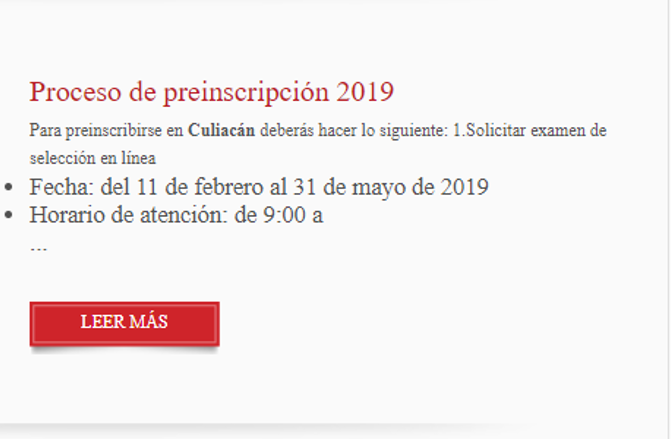 Proceso de preinscripción 2019
Para preinscribirse en Culiacán deberás hacer lo siguiente: 1.Solicitar examen de
selección en línea
• Fecha: del 11 de febrero al 31 de mayo de 2019
• Horario de atención: de 9:00 a
...
LEER MÁS